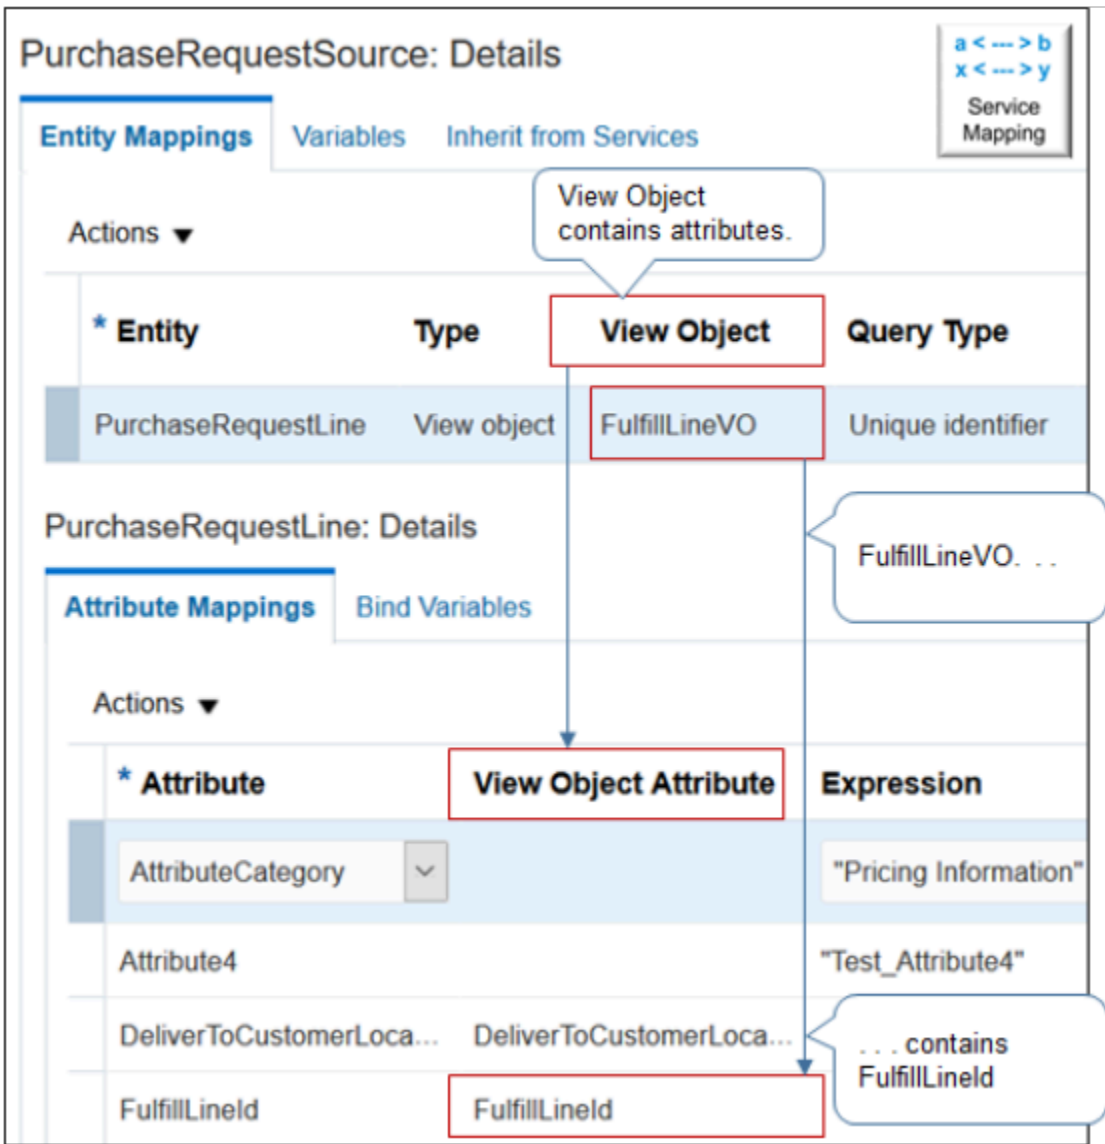 PurchaseRequestSource: Details
a < --- > b
x < --- > y
Service
Mapping
Entity Mappings Variables Inherit from Services
View Object
contains attributes.
Actions
* Entity Type View Object Query Type
PurchaseRequestLine View object FulfillLineVO Unique identifier
PurchaseRequestLine: Details
FulfillLineVO. . .
Attribute Mappings Bind Variables
Actions
* Attribute View Object Attribute Expression
AttributeCategory "Pricing Information"
Attribute4 "Test_Attribute4"
DeliverToCustomerLoca... DeliverToCustomerLoca...
. . . contains
FulfillLineId
FulfillLineId FulfillLineId